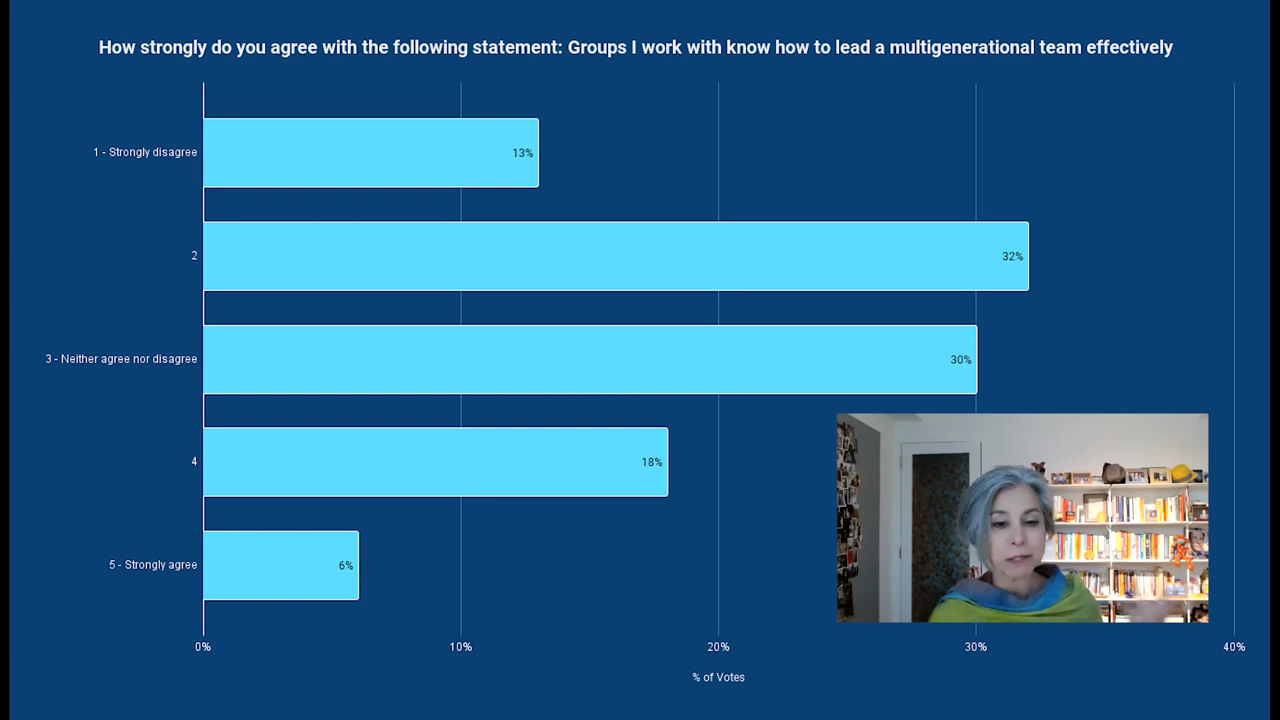 How strongly do you agree with the following statement: Groups I work with know how to lead a multigenerational team effectively
1 - Strongly disagree
13%
2
32%
3 - Neither agree nor disagree
30%
4
18%
5 - Strongly agree
6%
0%
10%
20%
30%
40%
% of Votes